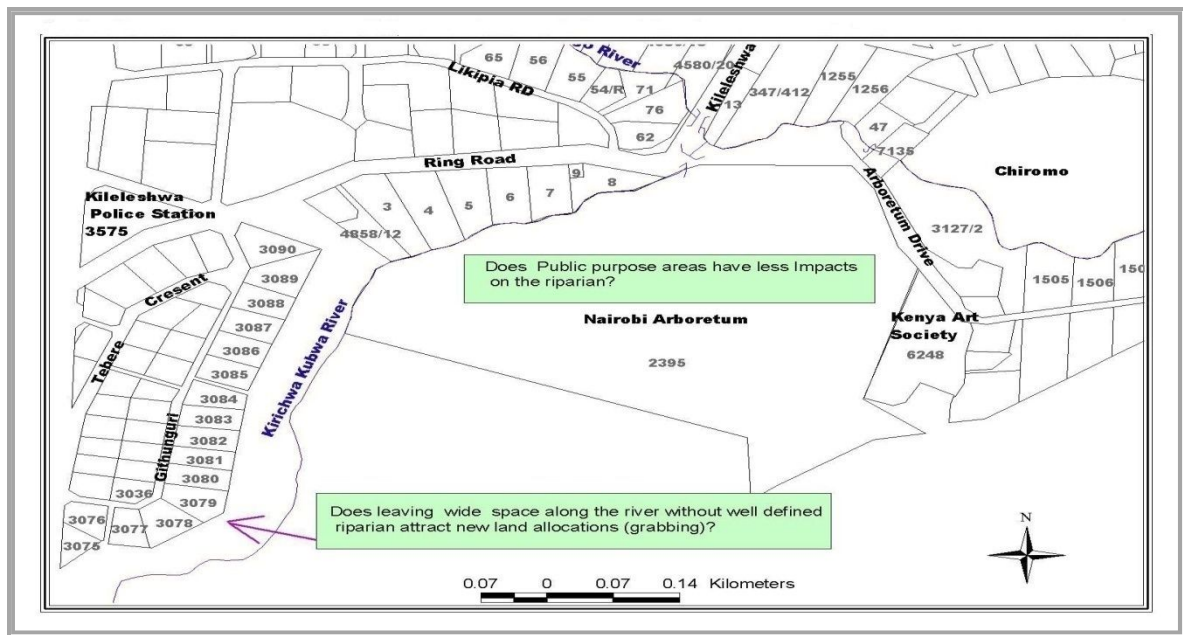 65
56
55
54/R
71
76
62
River
4580/20
Kileleshwa
13
347/412
1255
1256
47
7135
Likipia RD
Ring Road
Chiromo
Arboretum Drive
3127/2
1505
1506
Kileleshwa
Police Station
3575
3
4
5
6
7
9
8
4858/12
3090
3089
3088
3087
3086
3085
3084
3083
3082
3081
3080
3079
3078
3077
3076
3075
3036
Cresent
Tebere
Githunguri
Kirichwa Kubwa River
Does Public purpose areas have less Impacts
on the riparian?
Nairobi Arboretum
2395
Kenya Art
Society
6248
Does leaving wide space along the river without well defined
riparian attract new land allocations (grabbing)?
N
0.07 0 0.07 0.14 Kilometers